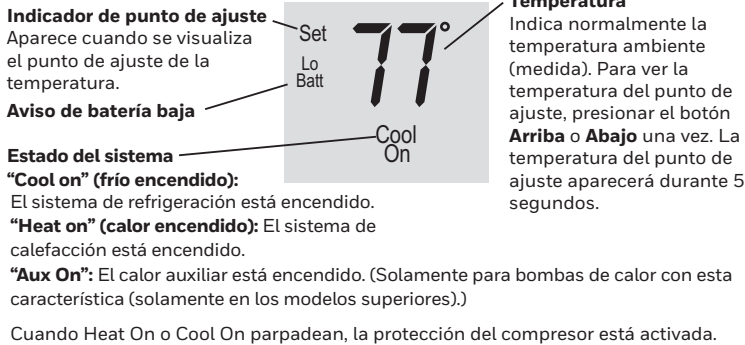 Indicador de punto de ajuste
Aparece cuando se visualiza
el punto de ajuste de la
temperatura.
Aviso de batería baja
Estado del sistema
Set
Lo
Batt
77°
Cool
On
Temperatura
Indica normalmente la
temperatura ambiente
(medida). Para ver la
temperatura del punto de
ajuste, presionar el botón
Arriba o Abajo una vez. La
temperatura del punto de
ajuste aparecerá durante 5
segundos.
“Cool on” (frío encendido):
El sistema de refrigeración está encendido.
“Heat on” (calor encendido): El sistema de
calefacción está encendido.
“Aux On”: El calor auxiliar está encendido. (Solamente para bombas de calor con esta
característica (solamente en los modelos superiores).)
Cuando Heat On o Cool On parpadean, la protección del compresor está activada.